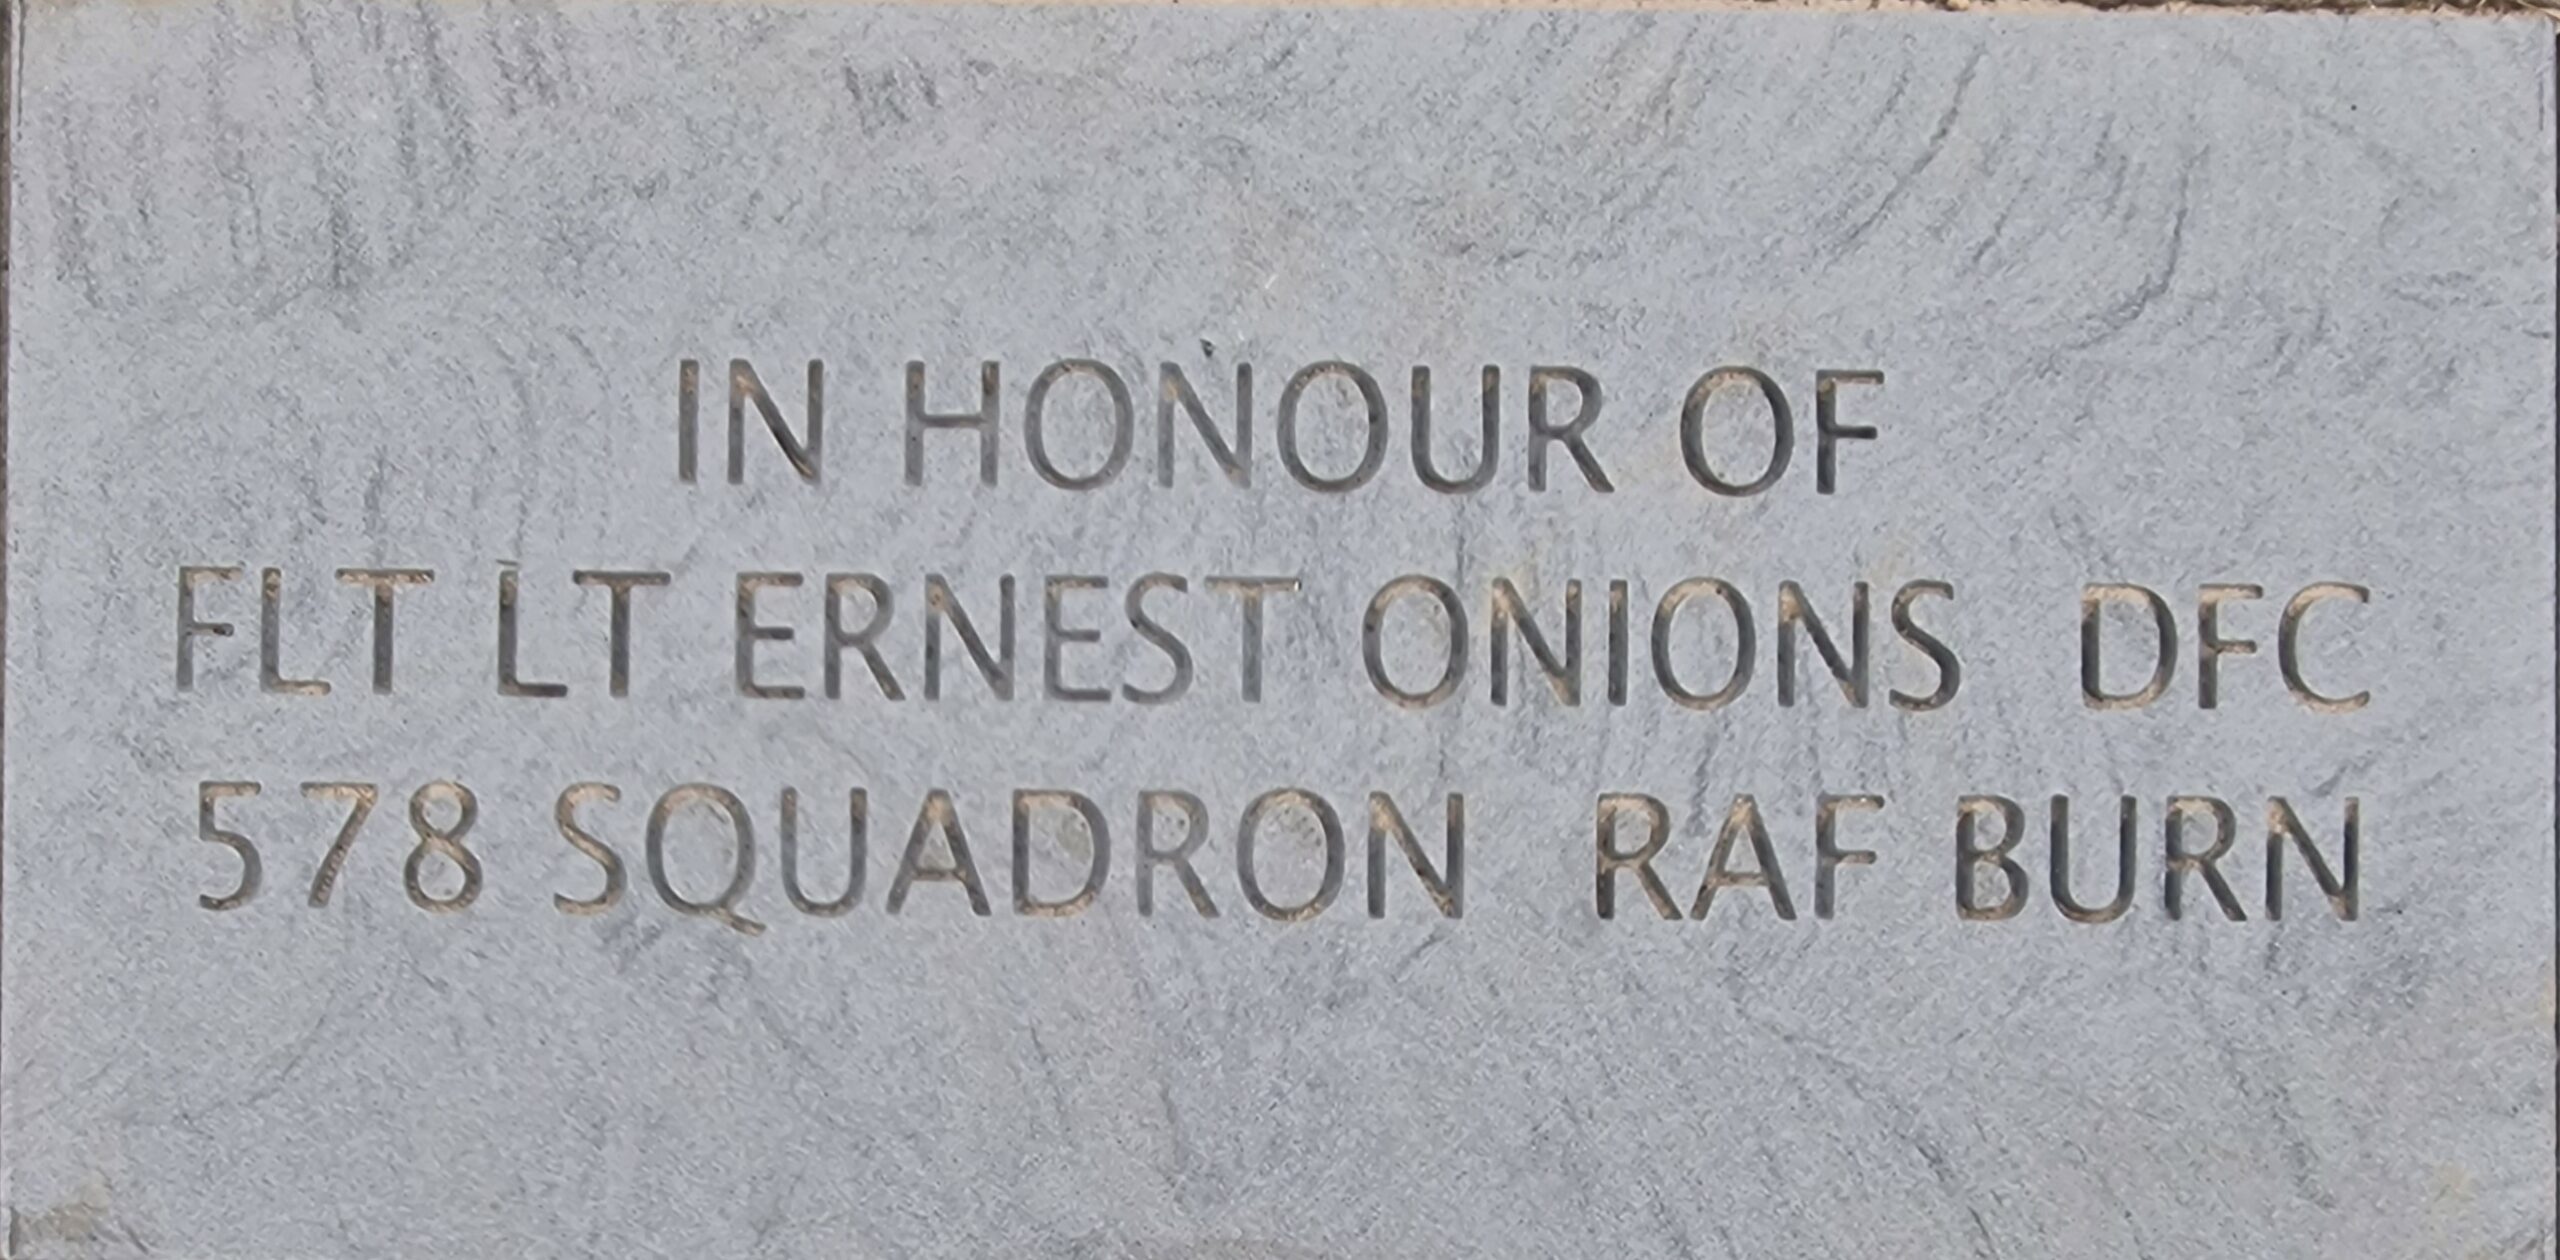 IN HONOUR OF
FLT LT ERNEST ONIONS DFC
578 SQUADRON RAF BURN